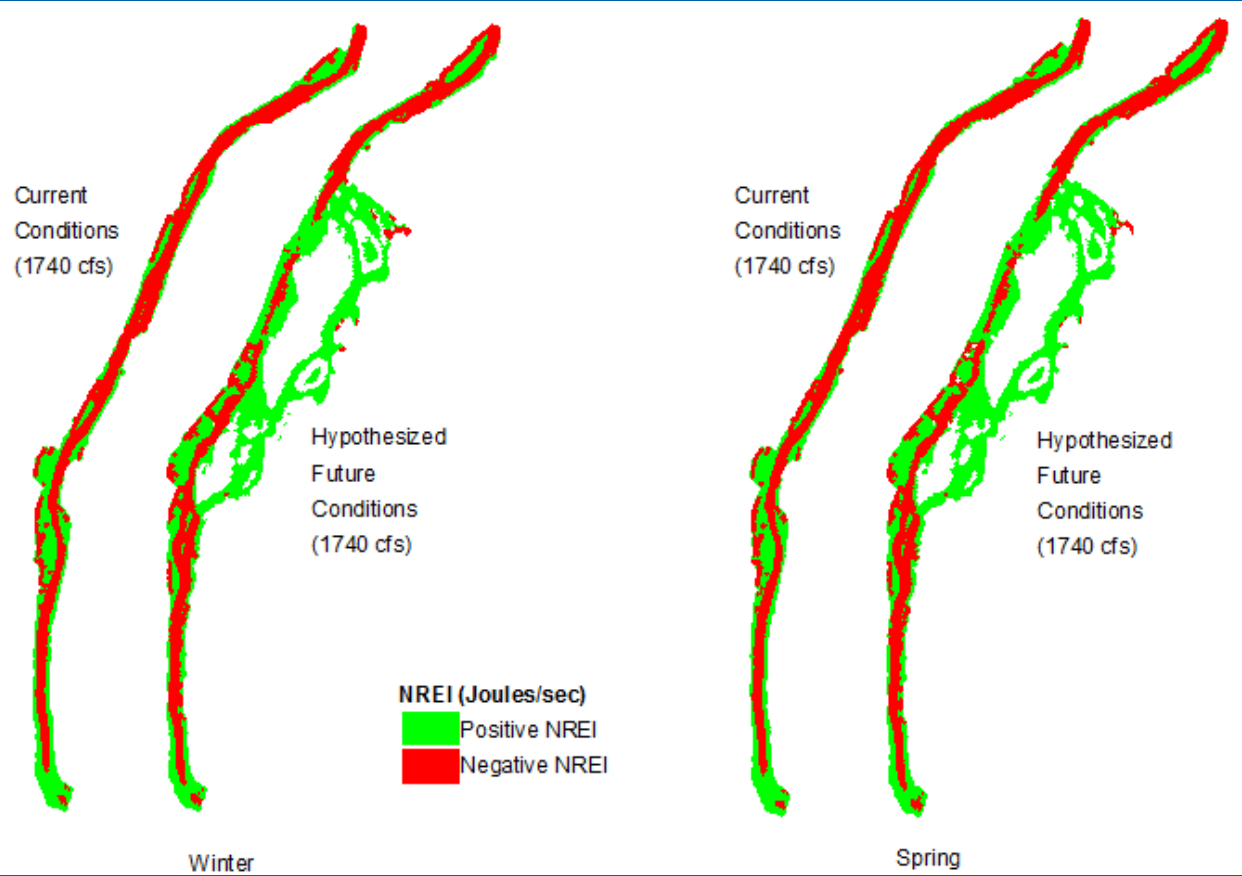 Current
Conditions
(1740 cfs)
Hypothesized
Future
Conditions
(1740 cfs)
Current
Conditions
(1740 cfs)
Hypothesized
Future
Conditions
(1740 cfs)
NREI (Joules/sec)
Positive NREI
Negative NREI
Winter
Spring